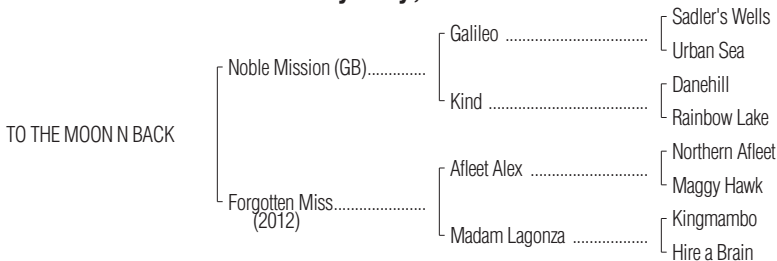 Sadler's Wells
Galileo ................................
Urban Sea
Noble Mission (GB).............
Danehill
Kind ....................................
Rainbow Lake
TO THE MOON N BACK
Northern Afleet
Afleet Alex ..........................
Maggy Hawk
Forgotten Miss.....................
(2012)
Kingmambo
Madam Lagonza .................
Hire a Brain